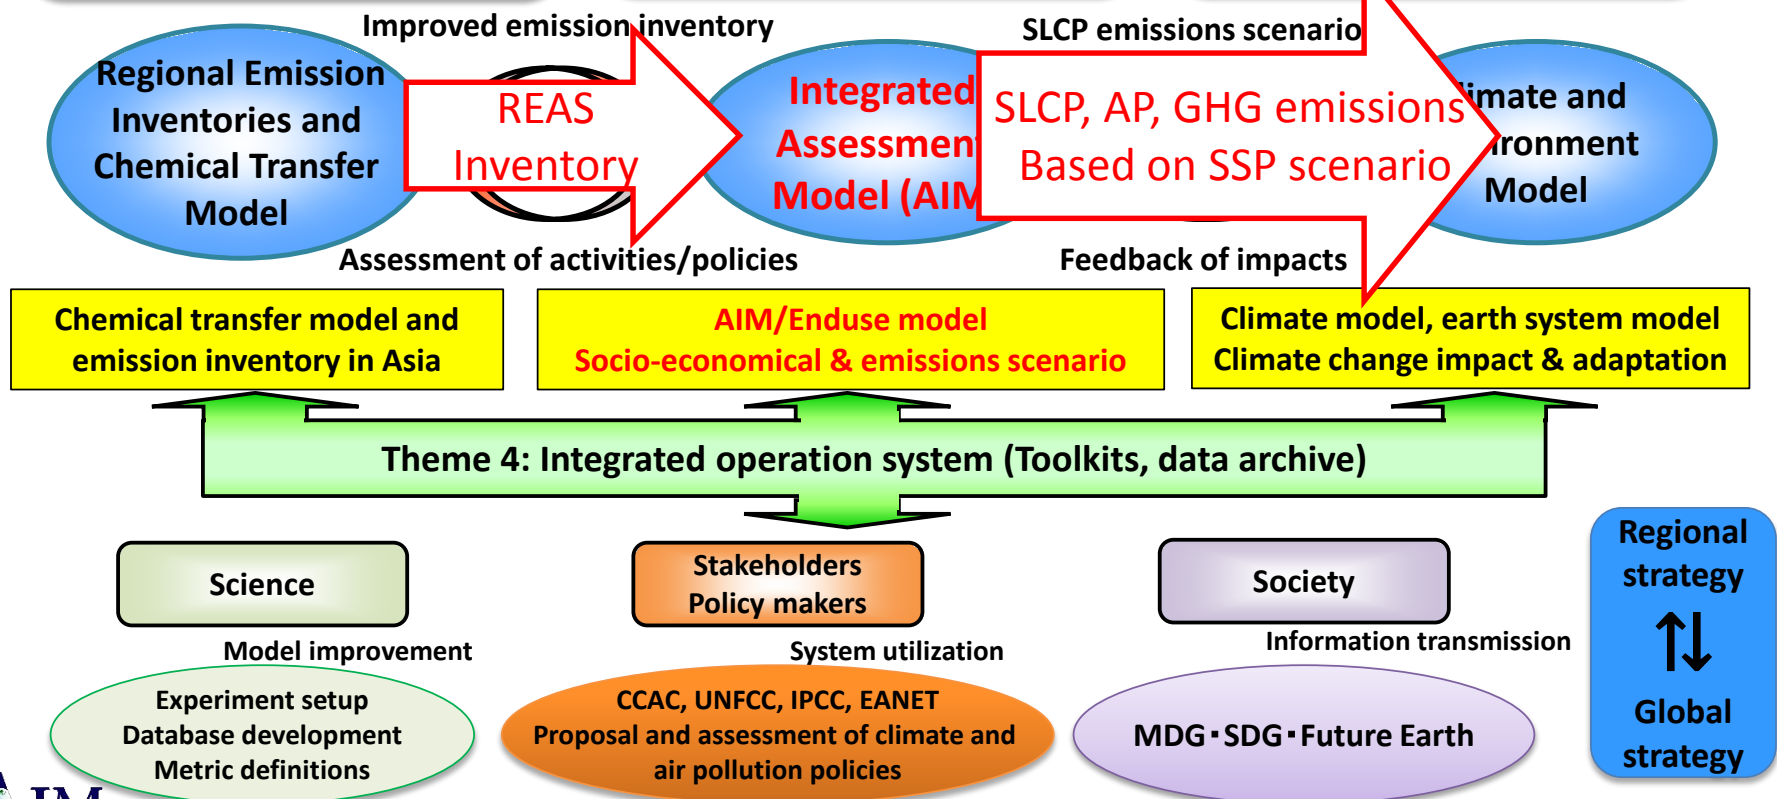 Improved emission inventory
SLCP emissions scenario
Regional Emission
Inventories and
Chemical Transfer
Model
REAS
Inventory
Integrated
Assessment
Model (AIM
SLCP, AP, GHG emissions
Based on SSP scenario
limate and
ironment
Model
Assessment of activities/policies
Feedback of impacts
Chemical transfer model and
emission inventory in Asia
AIM/Enduse model
Socio-economical & emissions scenario
Climate model, earth system model
Climate change impact & adaptation
Theme 4: Integrated operation system (Toolkits, data archive)
Science
Stakeholders
Policy makers
Society
Regional
strategy
Global
strategy
Model improvement
System utilization
Information transmission
Experiment setup
Database development
Metric definitions
CCAC, UNFCC, IPCC, EANET
Proposal and assessment of climate and
air pollution policies
MDG・SDG・Future Earth
AIM